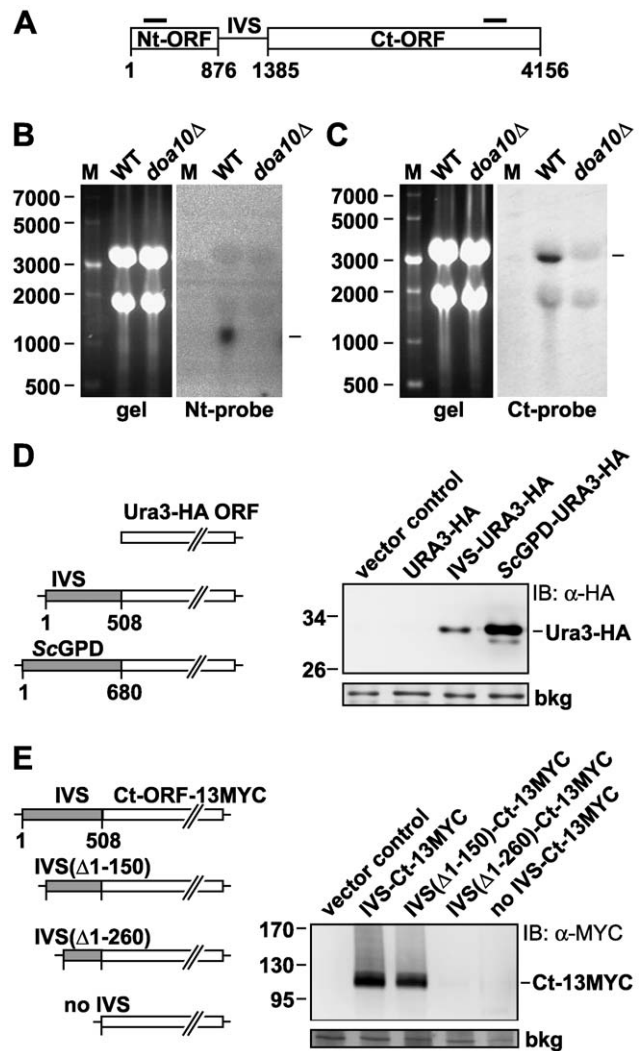 A
IVS
Nt-ORF Ct-ORF
1 876 1385 4156
B
M WT doa10Δ M WT doa10Δ
7000
5000
3000
2000
1000
500
gel Nt-probe
C
M WT doa10Δ M WT doa10Δ
7000
5000
3000
2000
1000
500
gel Ct-probe
D
Ura3-HA ORF
IVS
1 508
ScGPD
1 680
vector control
URA3-HA
IVS-URA3-HA
ScGPD-URA3-HA
IB: α-HA
34
Ura3-HA
26
bkg
E
IVS Ct-ORF-13MYC
1 508
IVS(Δ1-150)
IVS(Δ1-260)
no IVS
vector control
IVS-Ct-13MYC
IVS(Δ1-150)-Ct-13MYC
IVS(Δ1-260)-Ct-13MYC
no IVS-Ct-13MYC
170
IB: α-MYC
130
Ct-13MYC
95
bkg